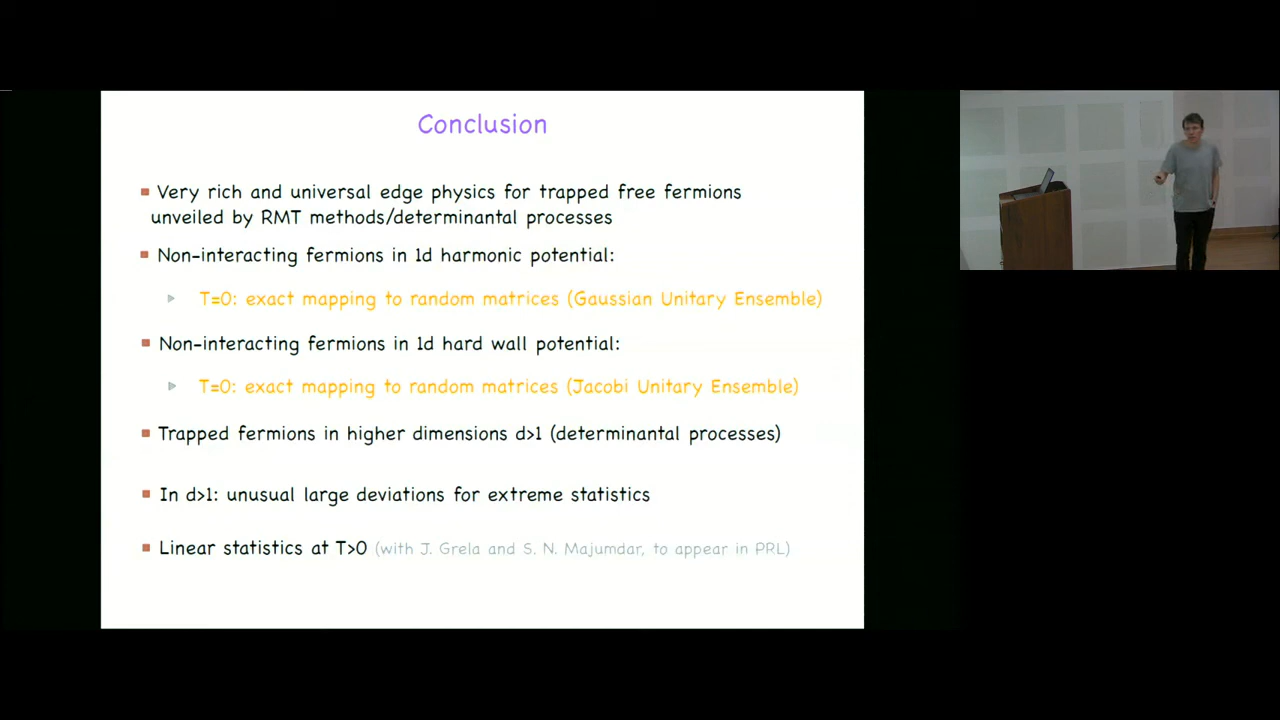 Conclusion
Very rich and universal edge physics for trapped free fermions
unveiled by RMT methods/determinantal processes
Non-interacting fermions in 1d harmonic potential:
T=0: exact mapping to random matrices (Gaussian Unitary Ensemble)
Non-interacting fermions in 1d hard wall potential:
T=0: exact mapping to random matrices (Jacobi Unitary Ensemble)
Trapped fermions in higher dimensions d>1 (determinantal processes)
In d>1: unusual large deviations for extreme statistics
Linear statistics at T>0 (with J. Grela and S. N. Majumdar, to appear in PRL)